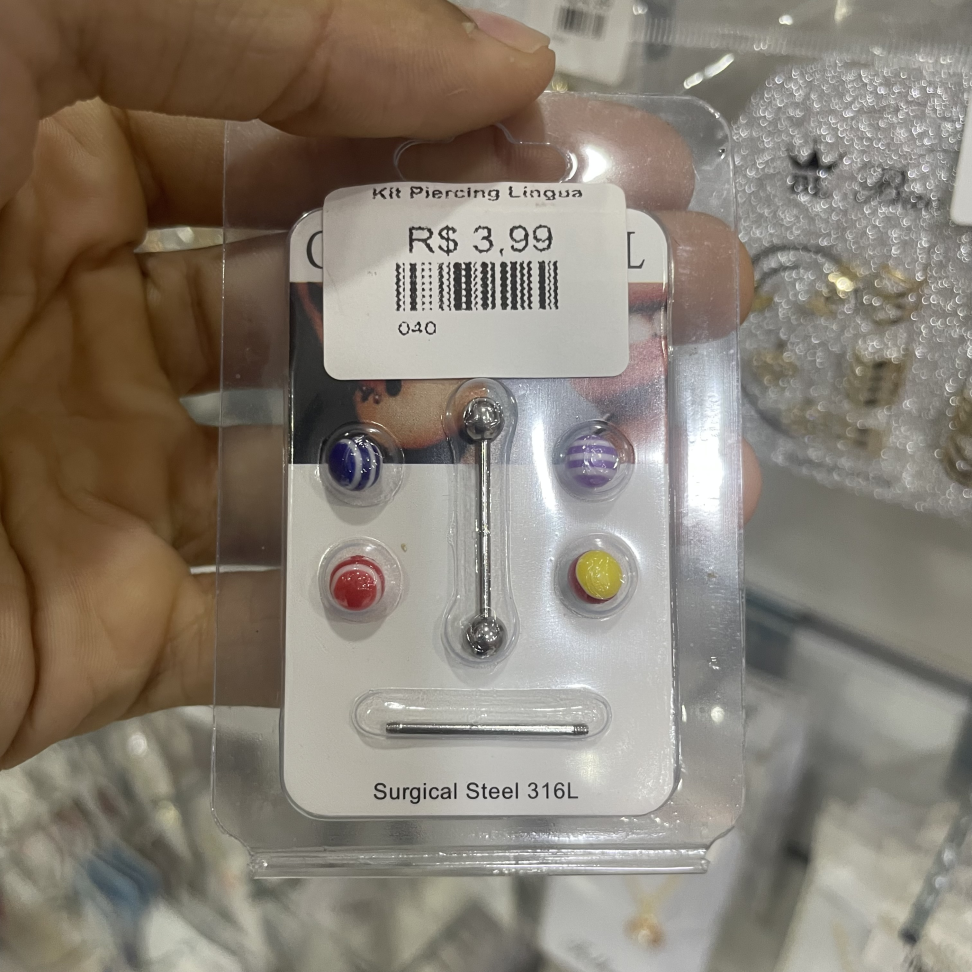 Kit Piercing Lingua
R$ 3,99
040
Surgical Steel 316L